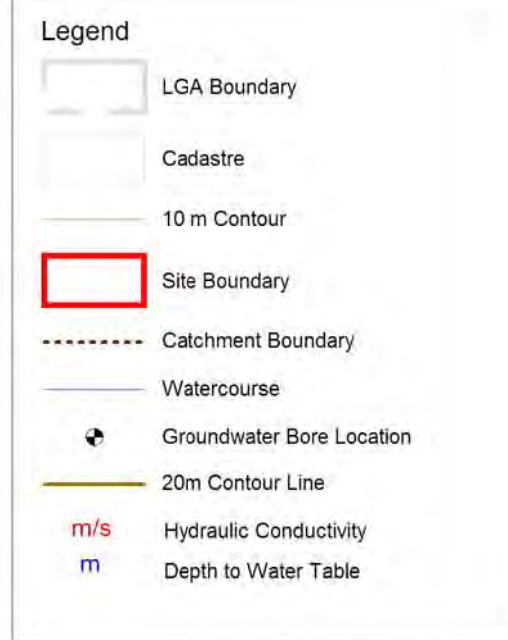 Legend
LGA Boundary
Cadastre
10 m Contour
Site Boundary
Catchment Boundary
Watercourse
Groundwater Bore Location
20m Contour Line
m/s Hydraulic Conductivity
m Depth to Water Table